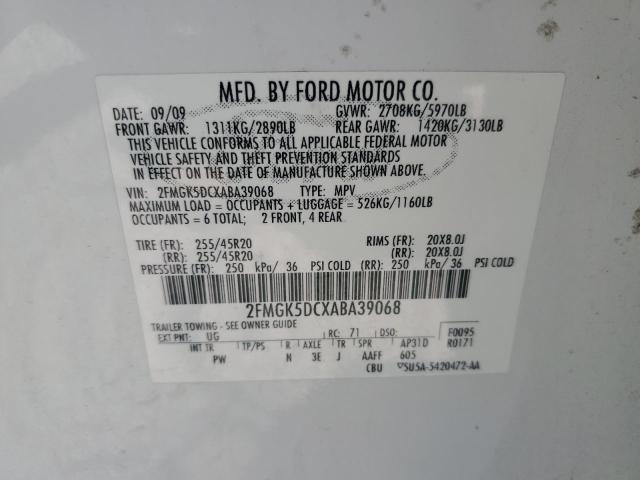 MFD. BY FORD MOTOR CO.
DATE: 09/09 GVWR: 2708KG/5970LB
FRONT GAWR: 1311KG/2890LB REAR GAWR: 1420KG/3130LB
THIS VEHICLE CONFORMS TO ALL APPLICABLE FEDERAL MOTOR
VEHICLE SAFETY AND THEFT PREVENTION STANDARDS
IN EFFECT ON THE DATE OF MANUFACTURE SHOWN ABOVE.
VIN: 2FMGK5DCXABA39068 TYPE: MPV
MAXIMUM LOAD = OCCUPANTS + LUGGAGE = 526KG/1160LB
OCCUPANTS = 6 TOTAL; 2 FRONT, 4 REAR
TIRE (FR): 255/45R20 RIMS (FR): 20X8.0J
(RR): 255/45R20 (RR): 20X8.0J
PRESSURE (FR): 250 kPa/ 36 PSI COLD (RR): 250 kPa/ 36 PSI COLD
2FMGK5DCXABA39068
TRAILER TOWING - SEE OWNER GUIDE
EXT PNT: UG RC: 71 DSO: F0095
INT TR TP/PS R AXLE TR SPR AP31D R0171
PW N 3E J AAFF 605
CBU 5U5A-5420472-AA